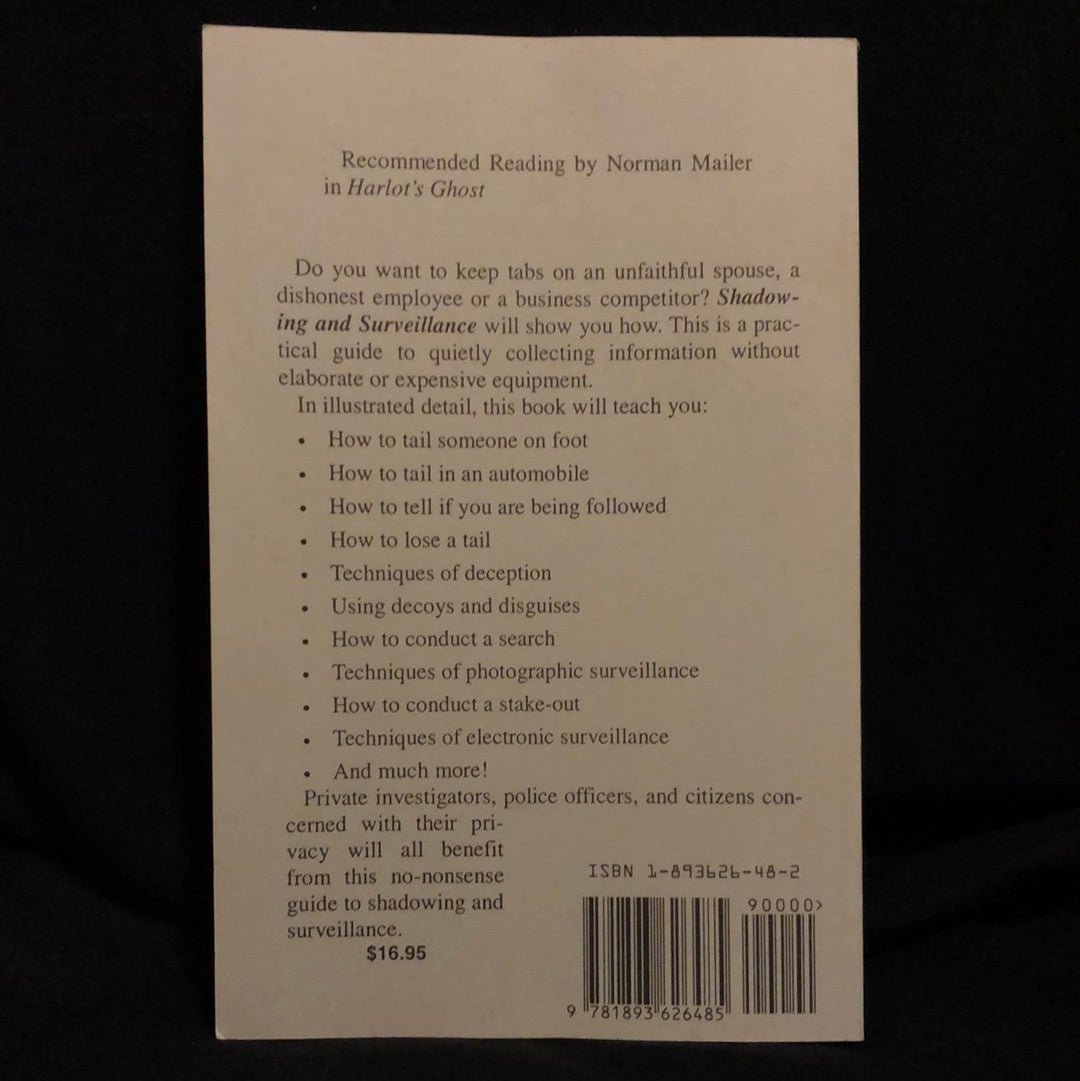 Recommended Reading by Norman Mailer
in Harlot's Ghost
Do you want to keep tabs on an unfaithful spouse, a
dishonest employee or a business competitor? Shadow-
ing and Surveillance will show you how. This is a prac-
tical guide to quietly collecting information without
elaborate or expensive equipment.
In illustrated detail, this book will teach you:
• How to tail someone on foot
• How to tail in an automobile
• How to tell if you are being followed
• How to lose a tail
• Techniques of deception
• Using decoys and disguises
• How to conduct a search
• Techniques of photographic surveillance
• How to conduct a stake-out
• Techniques of electronic surveillance
• And much more!
Private investigators, police officers, and citizens con-
cerned with their pri-
vacy will all benefit
from this no-nonsense
guide to shadowing and
surveillance.
$16.95
ISBN 1-893626-48-2
90000>
9 781893 626485